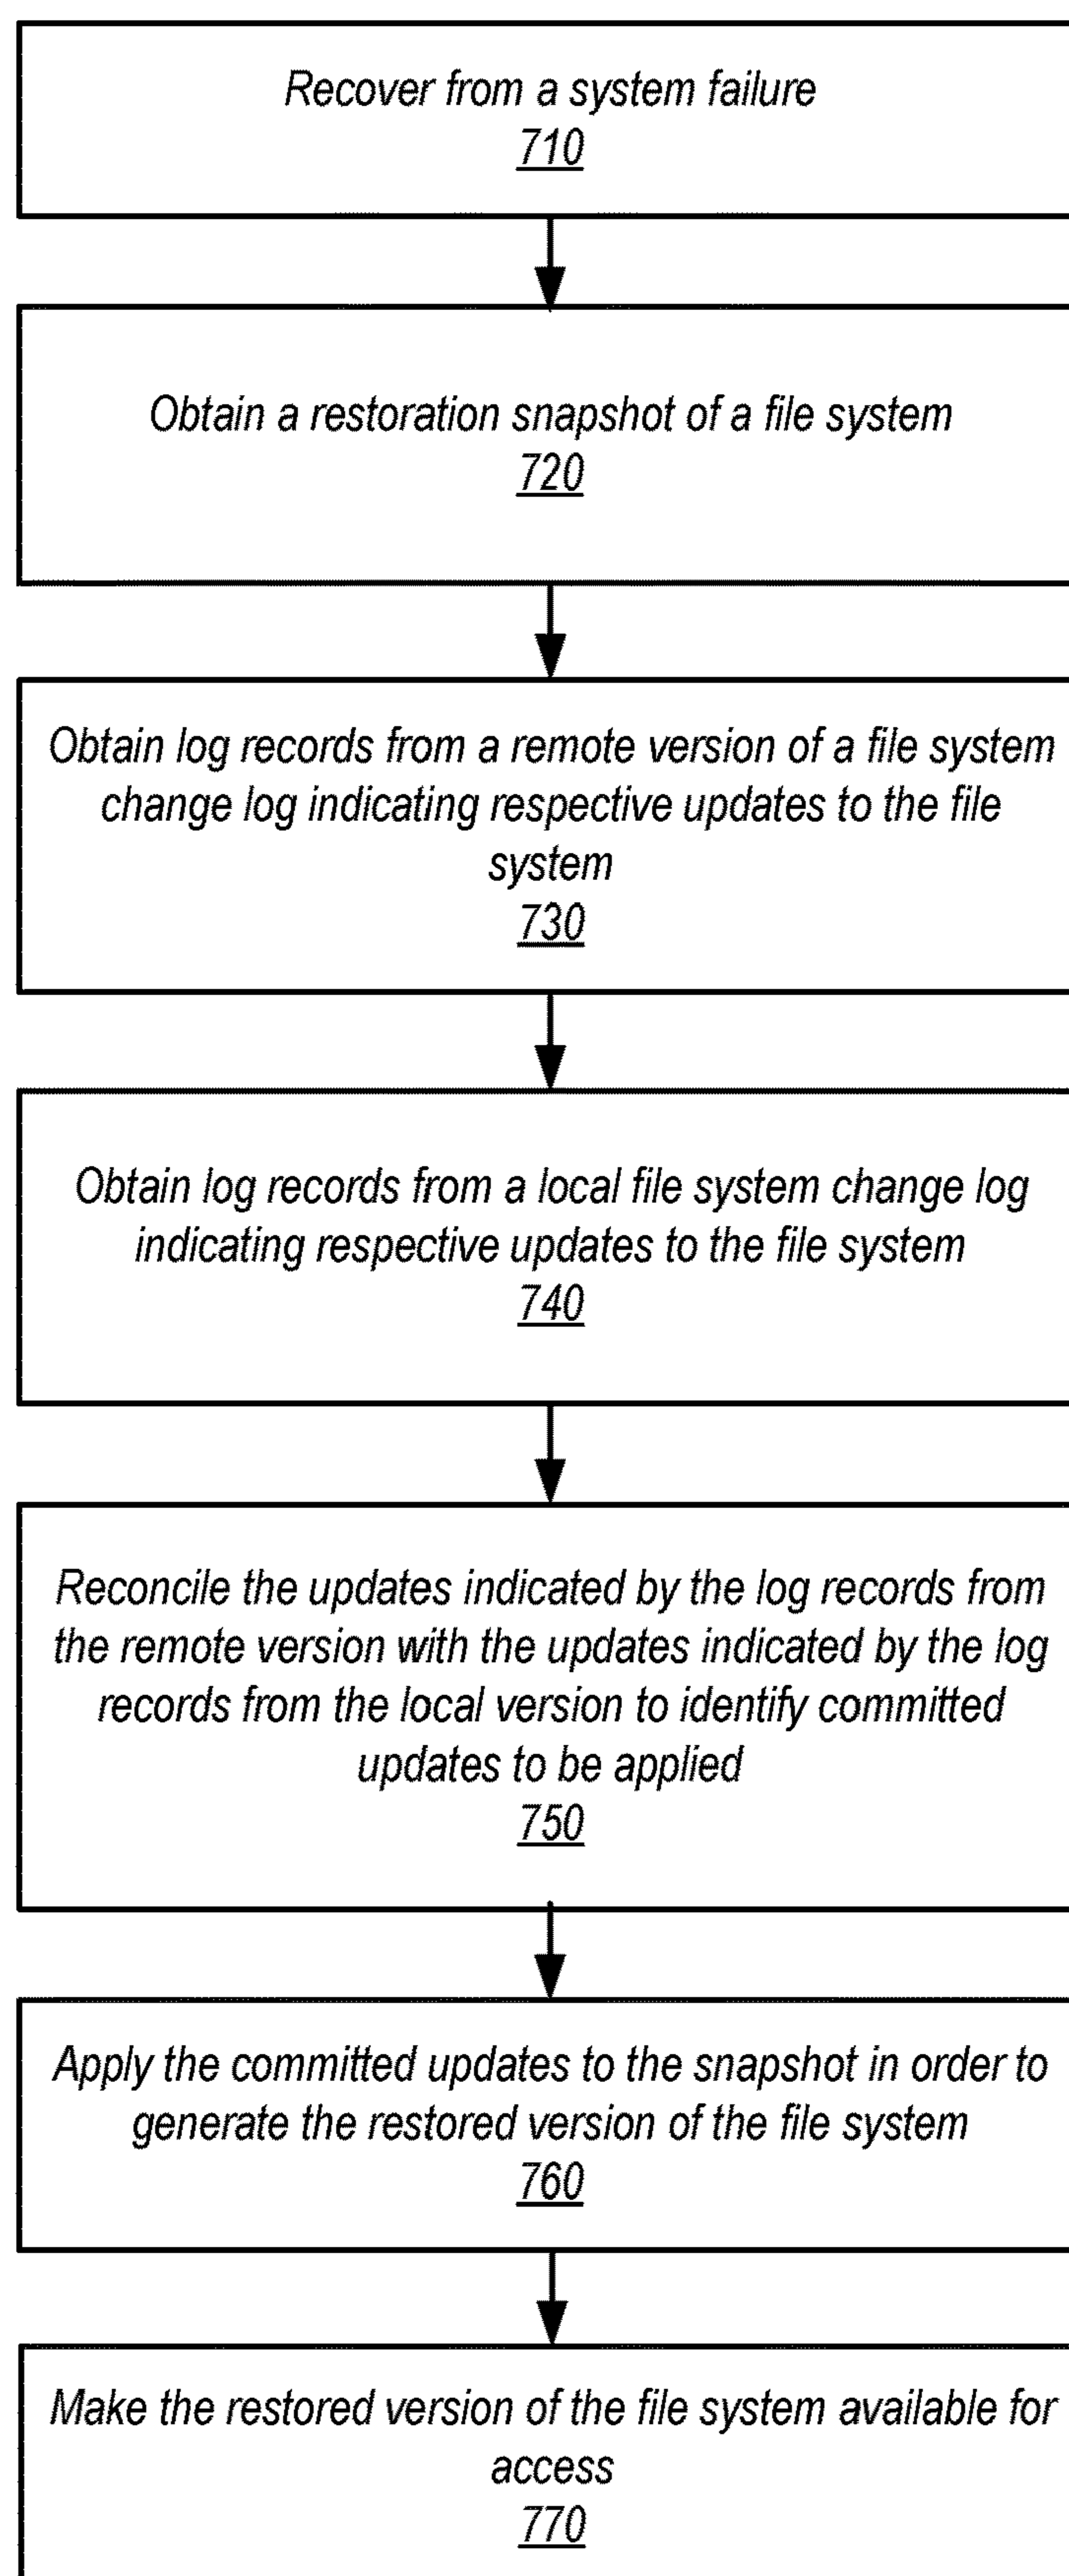 Recover from a system failure
710
Obtain a restoration snapshot of a file system
720
Obtain log records from a remote version of a file system
change log indicating respective updates to the file
system
730
Obtain log records from a local file system change log
indicating respective updates to the file system
740
Reconcile the updates indicated by the log records from
the remote version with the updates indicated by the log
records from the local version to identify committed
updates to be applied
750
Apply the committed updates to the snapshot in order to
generate the restored version of the file system
760
Make the restored version of the file system available for
access
770